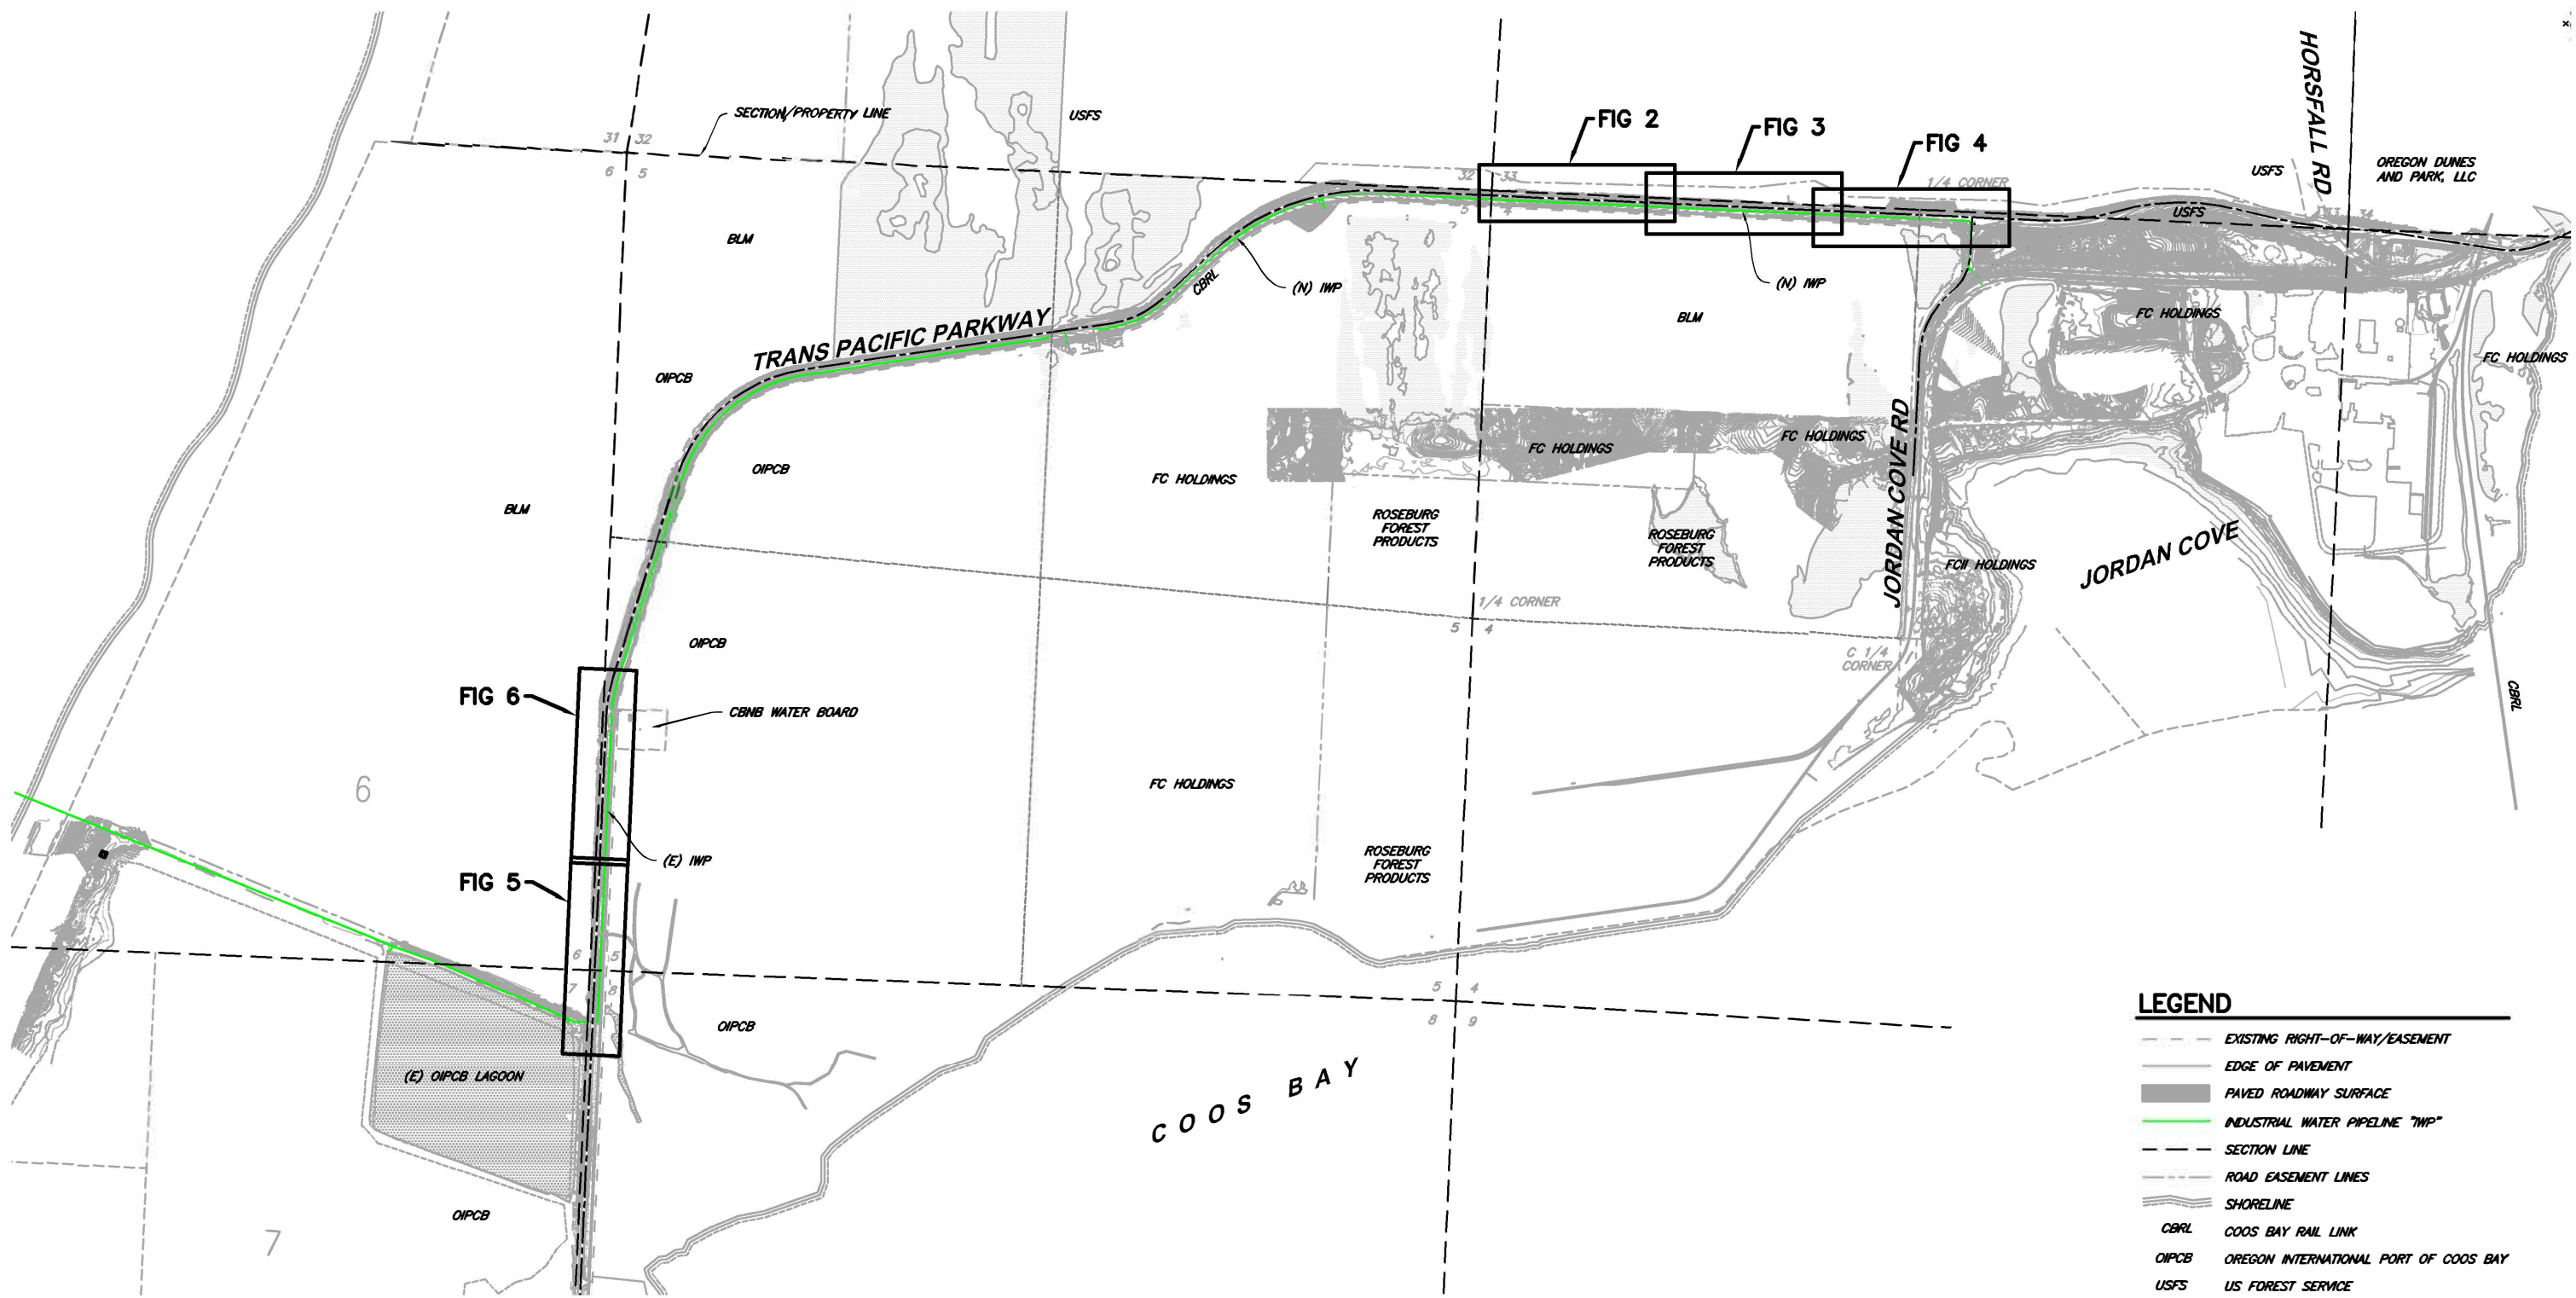 HORSFALL RD
SECTION/PROPERTY LINE
USFS
31 32
6 5
FIG 2
FIG 3
FIG 4
32 33
5 4
1/4 CORNER
USFS
OREGON DUNES
AND PARK, LLC
USFS
33 34
BLM
CBRL
(N) IWP
(N) IWP
BLM
TRANS PACIFIC PARKWAY
FC HOLDINGS
FC HOLDINGS
OIPCB
OIPCB
BLM
FC HOLDINGS
FC HOLDINGS
FC HOLDINGS
JORDAN COVE RD
ROSEBURG
FOREST
PRODUCTS
ROSEBURG
FOREST
PRODUCTS
FCII HOLDINGS
JORDAN COVE
1/4 CORNER
5 4
C 1/4
CORNER
OIPCB
FIG 6
CBNB WATER BOARD
CBRL
6
FC HOLDINGS
(E) IWP
FIG 5
ROSEBURG
FOREST
PRODUCTS
6 5
7 8
5 4
8 9
OIPCB
(E) OIPCB LAGOON
COOS BAY
OIPCB
7
LEGEND
EXISTING RIGHT-OF-WAY/EASEMENT
EDGE OF PAVEMENT
PAVED ROADWAY SURFACE
INDUSTRIAL WATER PIPELINE "IWP"
SECTION LINE
ROAD EASEMENT LINES
SHORELINE
CBRL COOS BAY RAIL LINK
OIPCB OREGON INTERNATIONAL PORT OF COOS BAY
USFS US FOREST SERVICE